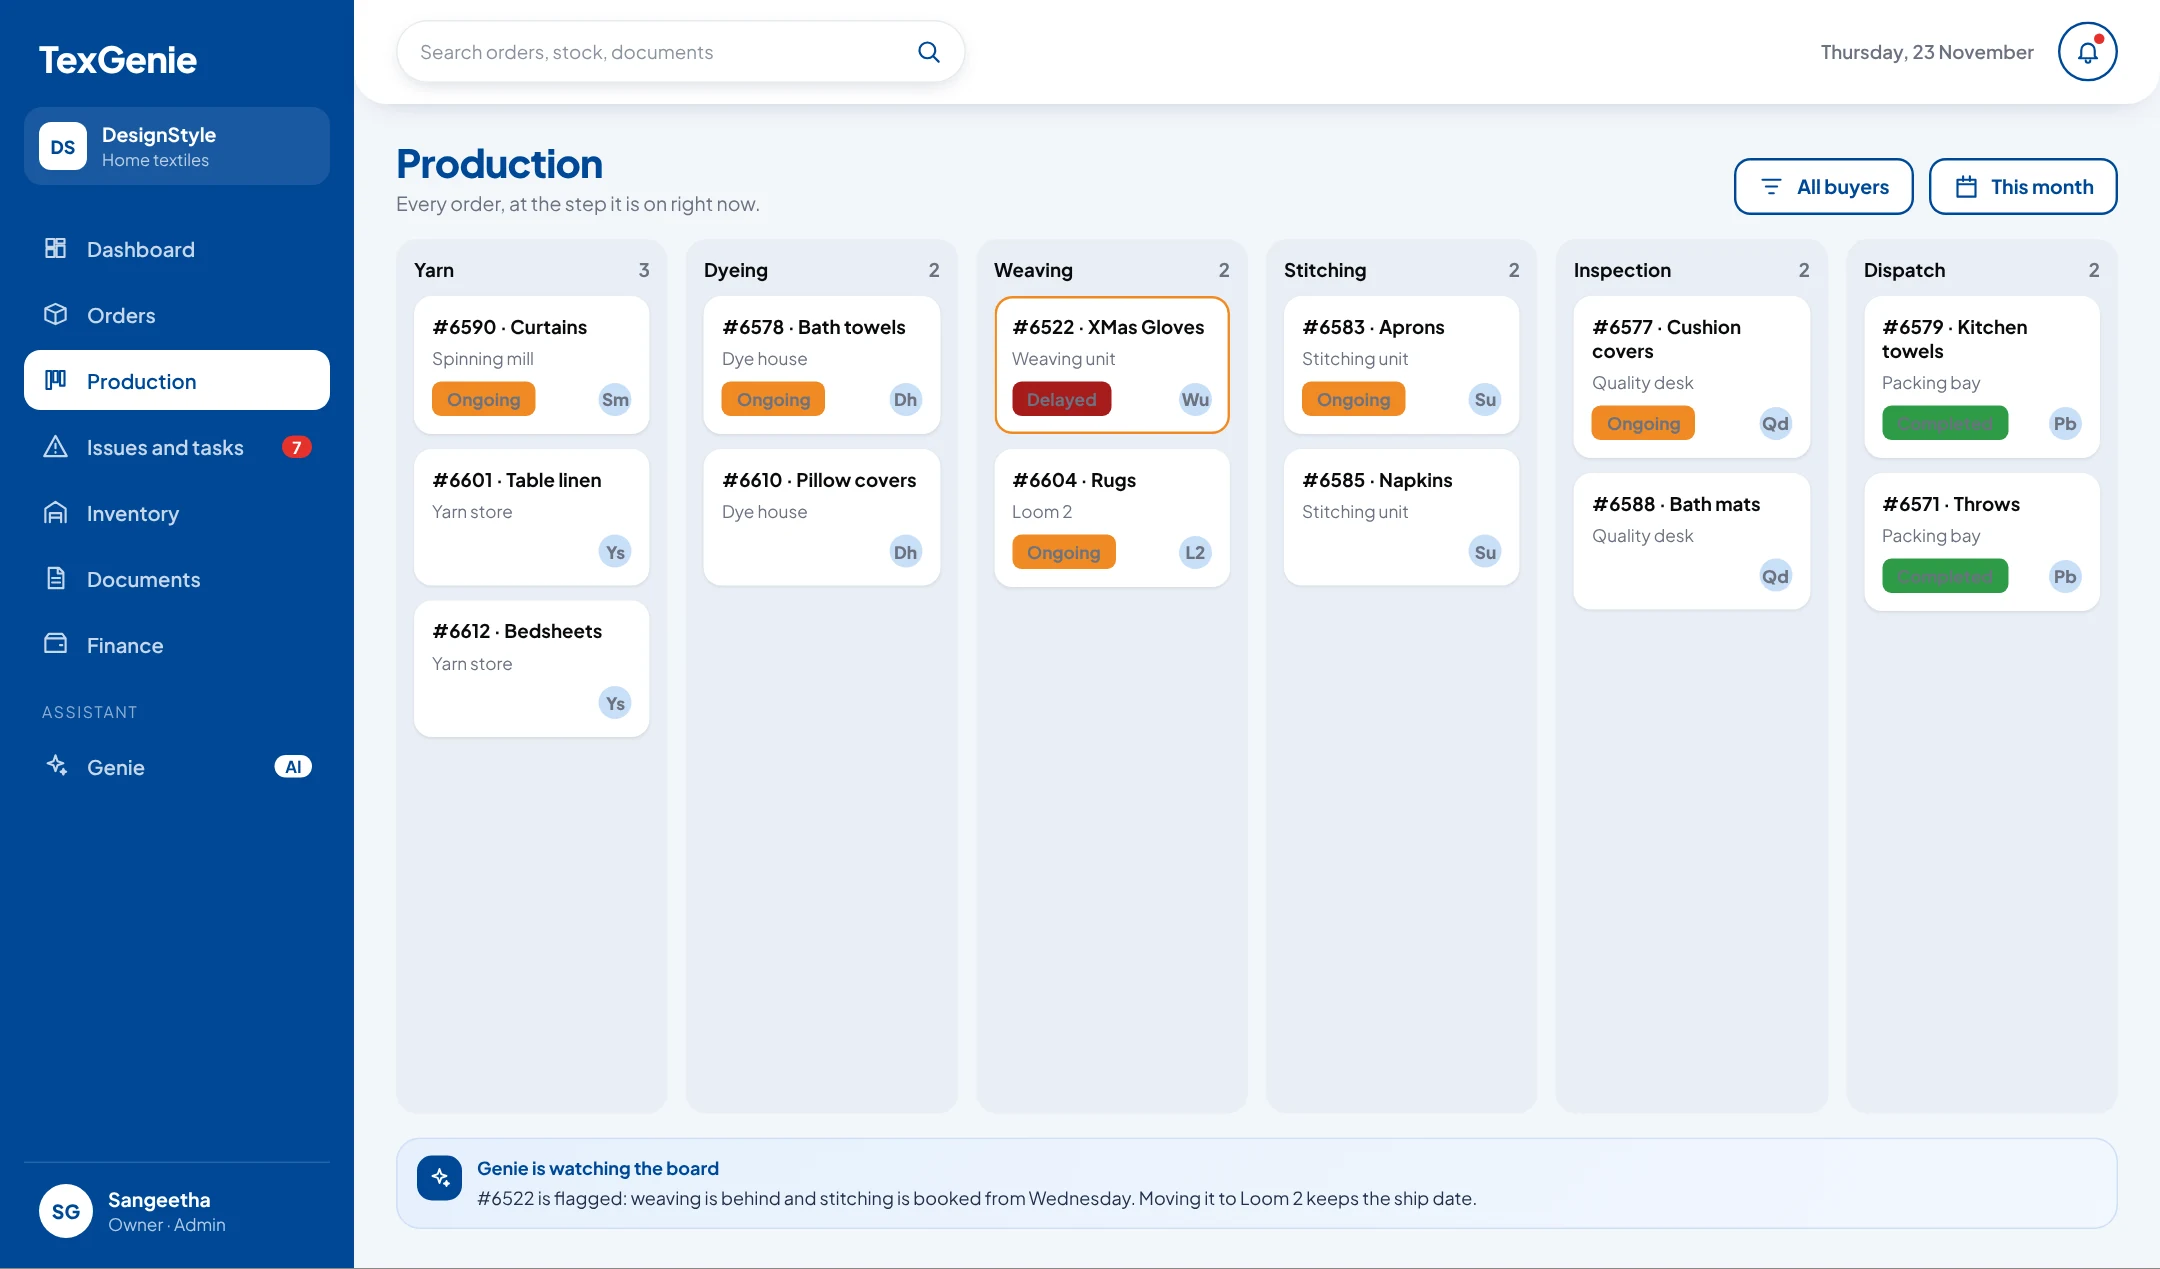 TexGenie
DS
DesignStyle
Home textiles
Dashboard
Orders
Production
Issues and tasks
7
Inventory
Documents
Finance
ASSISTANT
Genie
AI
SG
Sangeetha
Owner · Admin
Search orders, stock, documents
Thursday, 23 November
Production
Every order, at the step it is on right now.
All buyers
This month
Yarn
3
#6590 · Curtains
Spinning mill
Ongoing
Sm
#6601 · Table linen
Yarn store
Ys
#6612 · Bedsheets
Yarn store
Ys
Dyeing
2
#6578 · Bath towels
Dye house
Ongoing
Dh
#6610 · Pillow covers
Dye house
Dh
Weaving
2
#6522 · XMas Gloves
Weaving unit
Delayed
Wu
#6604 · Rugs
Loom 2
Ongoing
L2
Stitching
2
#6583 · Aprons
Stitching unit
Ongoing
Su
#6585 · Napkins
Stitching unit
Su
Inspection
2
#6577 · Cushion
covers
Quality desk
Ongoing
Qd
#6588 · Bath mats
Quality desk
Qd
Dispatch
2
#6579 · Kitchen
towels
Packing bay
Completed
Pb
#6571 · Throws
Packing bay
Completed
Pb
Genie is watching the board
#6522 is flagged: weaving is behind and stitching is booked from Wednesday. Moving it to Loom 2 keeps the ship date.